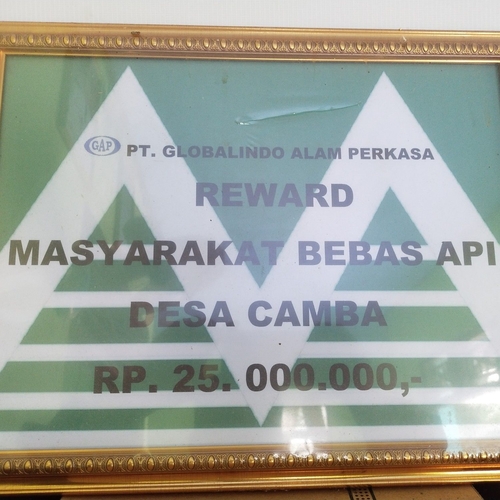 GAP PT. GLOBALINDO ALAM PERKASA
REWARD
MASYARAKAT BEBAS API
DESA CAMBA
RP. 25. 000.000,-